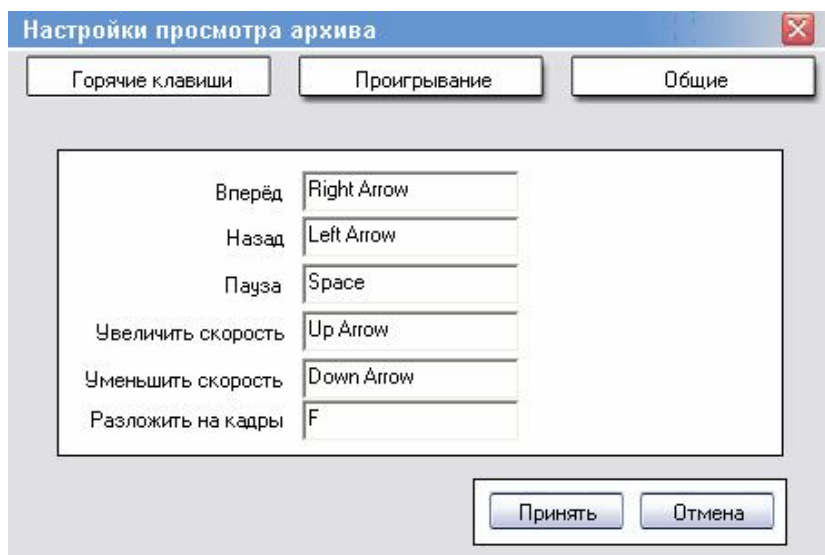 Настройки просмотра архива
Горячие клавиши Проигрывание Общие
Вперёд Right Arrow
Назад Left Arrow
Пауза Space
Увеличить скорость Up Arrow
Уменьшить скорость Down Arrow
Разложить на кадры F
Принять Отмена